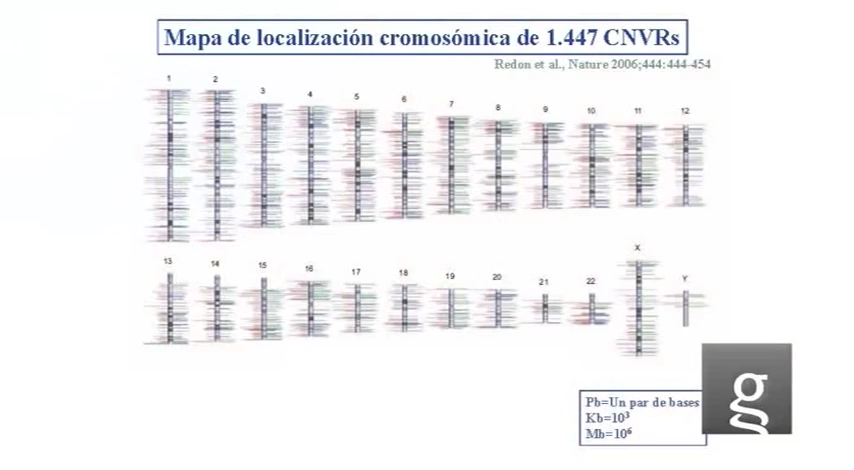 Mapa de localización cromosómica de 1.447 CNVRs
Redon et al., Nature 2006;444:444-454
1 2 3 4 5 6 7 8 9 10 11 12
13 14 15 16 17 18 19 20 21 22 X Y
Pb=Un par de bases
Kb=10³
Mb=10⁶
g